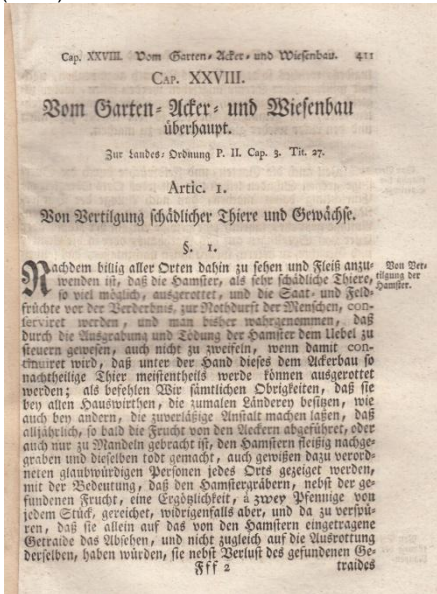 Cap. XXVIII. Vom Garten- Acker- und Wiesenbau. 411
CAP. XXVIII.
Vom Garten- Acker- und Wiesenbau
überhaupt.
Zur Landes-Ordnung P. II. Cap. 3. Tit. 27.
Artic. 1.
Von Vertilgung schädlicher Thiere und Gewächse.
§. 1.
Nachdem billig aller Orten dahin zu sehen und Fleiß anzu-
wenden ist, daß die Hamster, als sehr schädliche Thiere,
so viel möglich, ausgerottet, und die Saat- und Feld-
früchte vor der Verderbnis, zur Nothdurft der Menschen, con-
serviret werden, und man bisher wahrgenommen, daß
durch die Ausgrabung und Tödung der Hamster dem Uebel zu
steuern gewesen, auch nicht zu zweifeln, wenn damit con-
tinuiret wird, daß unter der Hand dieses dem Ackerbau so
nachtheilige Thier meistentheils werde können ausgerottet
werden; als befehlen Wir sämtlichen Obrigkeiten, daß sie
bey allen Hauswirthen, die zumalen Länderey besitzen, wie
auch bey andern, die zuverläßige Anstalt machen laßen, daß
alljährlich, so bald die Frucht von den Aeckern abgeführet, oder
auch nur zu Mandeln gebracht ist, den Hamstern fleißig nachge-
graben und dieselben todt gemacht, auch gewißen dazu verord-
neten glaubwürdigen Personen jedes Orts gezeiget werden,
mit der Bedeutung, daß den Hamstergräbern, nebst der ge-
fundenen Frucht, eine Ergötzlichkeit, à zwey Pfennige von
jedem Stück, gereichet, widrigenfalls aber, und da zu verspü-
ren, daß sie allein auf das von den Hamstern eingetragene
Getraide das Absehen, und nicht zugleich auf die Ausrottung
derselben, haben würden, sie nebst Verlust des gefundenen Ge-
Fff 2 traides
Von Ver-
tilgung der
Hamster.